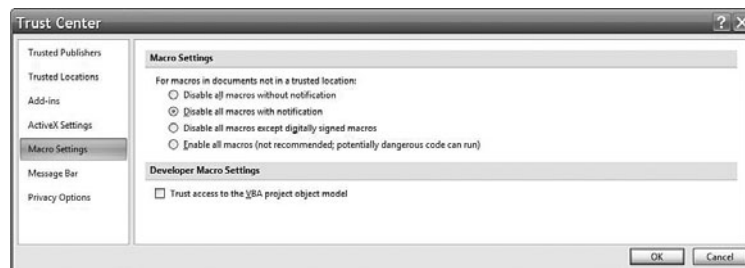 Trust Center
Trusted Publishers
Trusted Locations
Add-ins
ActiveX Settings
Macro Settings
Message Bar
Privacy Options
Macro Settings
For macros in documents not in a trusted location:
Disable all macros without notification
Disable all macros with notification
Disable all macros except digitally signed macros
Enable all macros (not recommended; potentially dangerous code can run)
Developer Macro Settings
Trust access to the VBA project object model
OK
Cancel